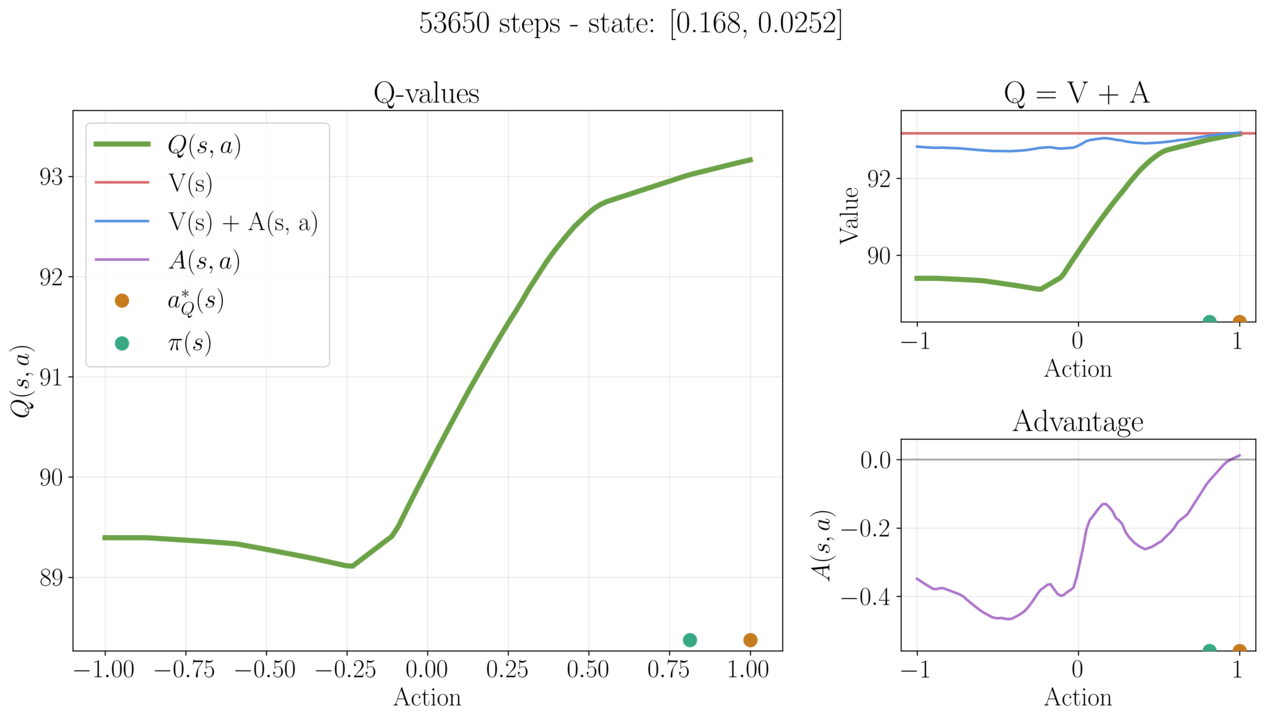 53650 steps - state: [0.168, 0.0252]
Q-values
Q(s, a)
93
92
91
90
89
−1.00
−0.75
−0.50
−0.25
0.00
0.25
0.50
0.75
1.00
Action
Q(s, a)
V(s)
V(s) + A(s, a)
A(s, a)
a*Q(s)
π(s)
Q = V + A
Value
92
90
−1
0
1
Action
Advantage
A(s, a)
0.0
−0.2
−0.4
−1
0
1
Action